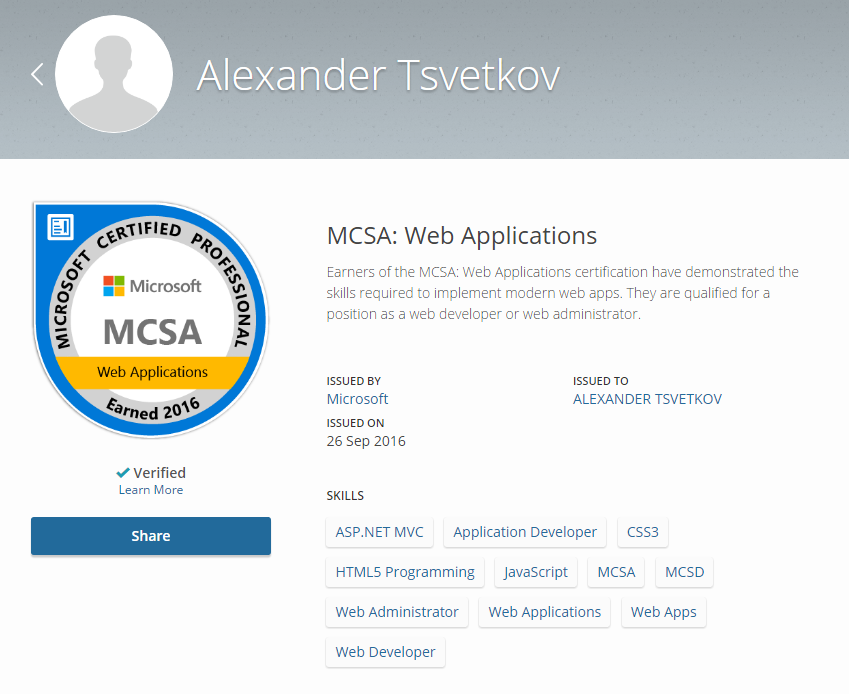 Alexander Tsvetkov
MICROSOFT CERTIFIED PROFESSIONAL
Microsoft
MCSA
Web Applications
Earned 2016
Verified
Learn More
Share
MCSA: Web Applications
Earners of the MCSA: Web Applications certification have demonstrated the
skills required to implement modern web apps. They are qualified for a
position as a web developer or web administrator.
ISSUED BY
Microsoft
ISSUED TO
ALEXANDER TSVETKOV
ISSUED ON
26 Sep 2016
SKILLS
ASP.NET MVC Application Developer CSS3
HTML5 Programming JavaScript MCSA MCSD
Web Administrator Web Applications Web Apps
Web Developer